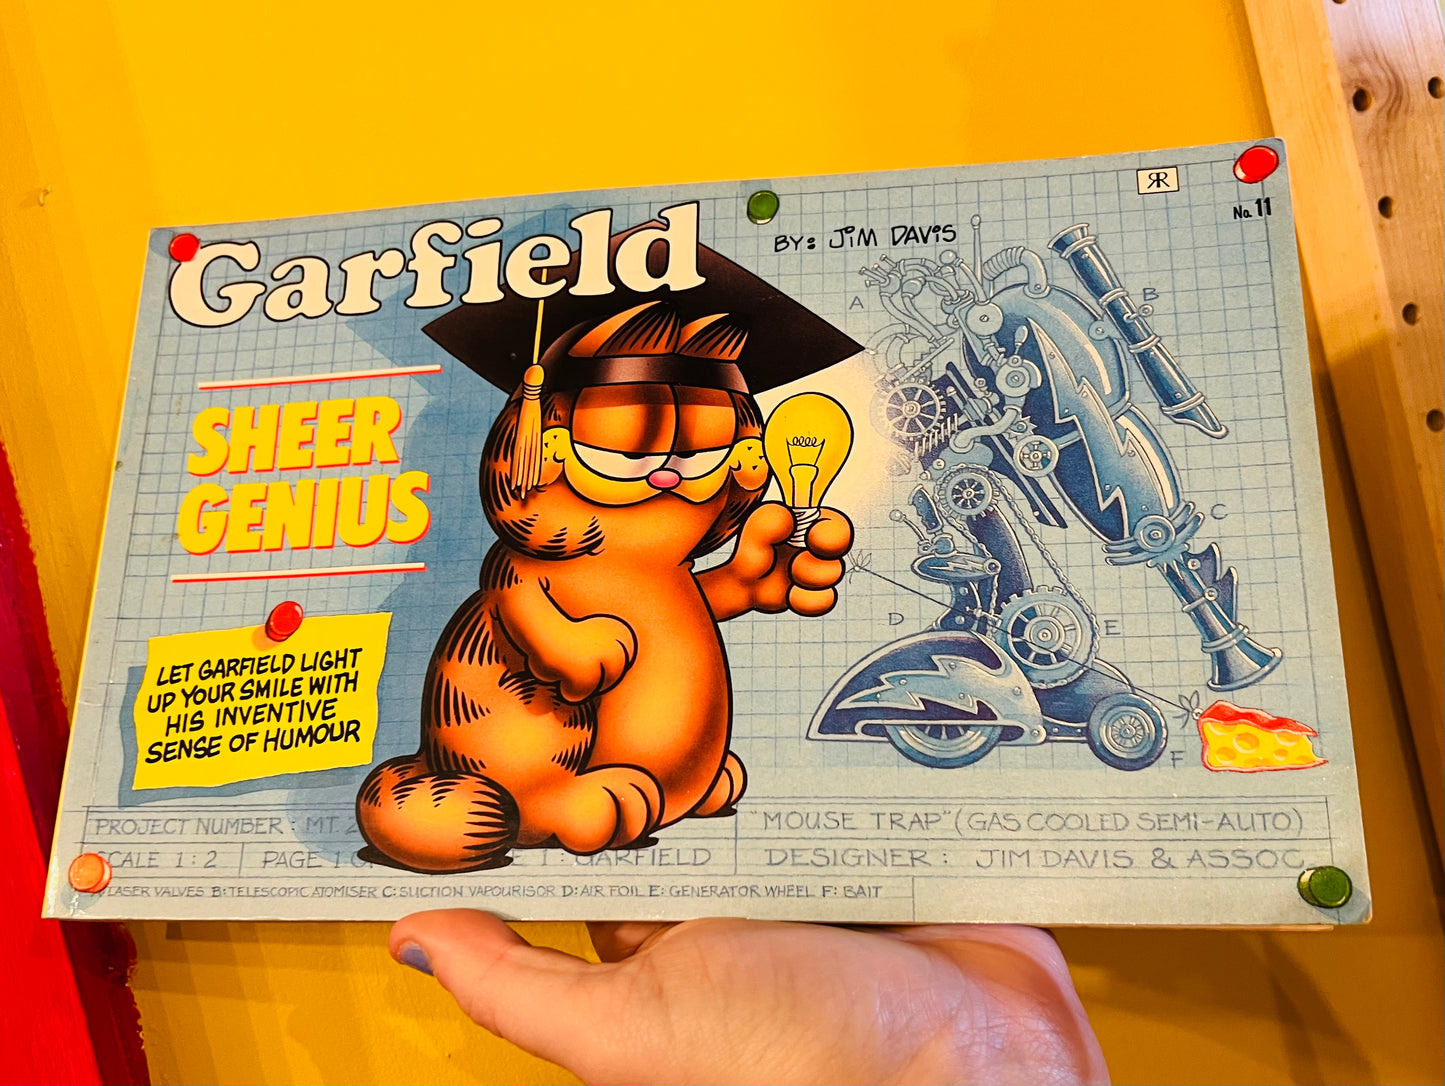 Garfield
BY: JIM DAVIS
No. 11
SHEER
GENIUS
LET GARFIELD LIGHT
UP YOUR SMILE WITH
HIS INVENTIVE
SENSE OF HUMOUR
A
B
C
D
E
F
PROJECT NUMBER: MT
"MOUSE TRAP" (GAS COOLED SEMI-AUTO)
SCALE 1:2
PAGE 1
1: GARFIELD
DESIGNER: JIM DAVIS & ASSOC.
LASER VALVES B: TELESCOPIC ATOMISER C: SUCTION VAPOURISOR D: AIR FOIL E: GENERATOR WHEEL F: BAIT